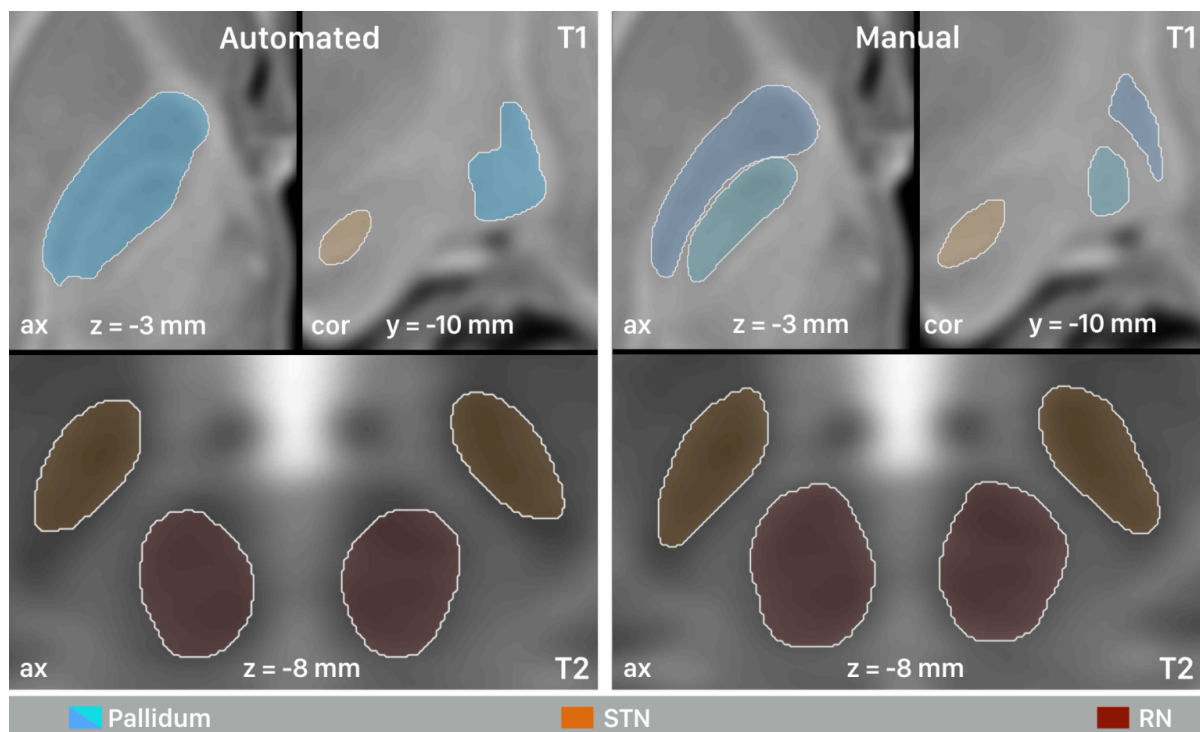 Automated T1
ax z = -3 mm
cor y = -10 mm
ax z = -8 mm T2
Manual T1
ax z = -3 mm
cor y = -10 mm
ax z = -8 mm T2
Pallidum STN RN